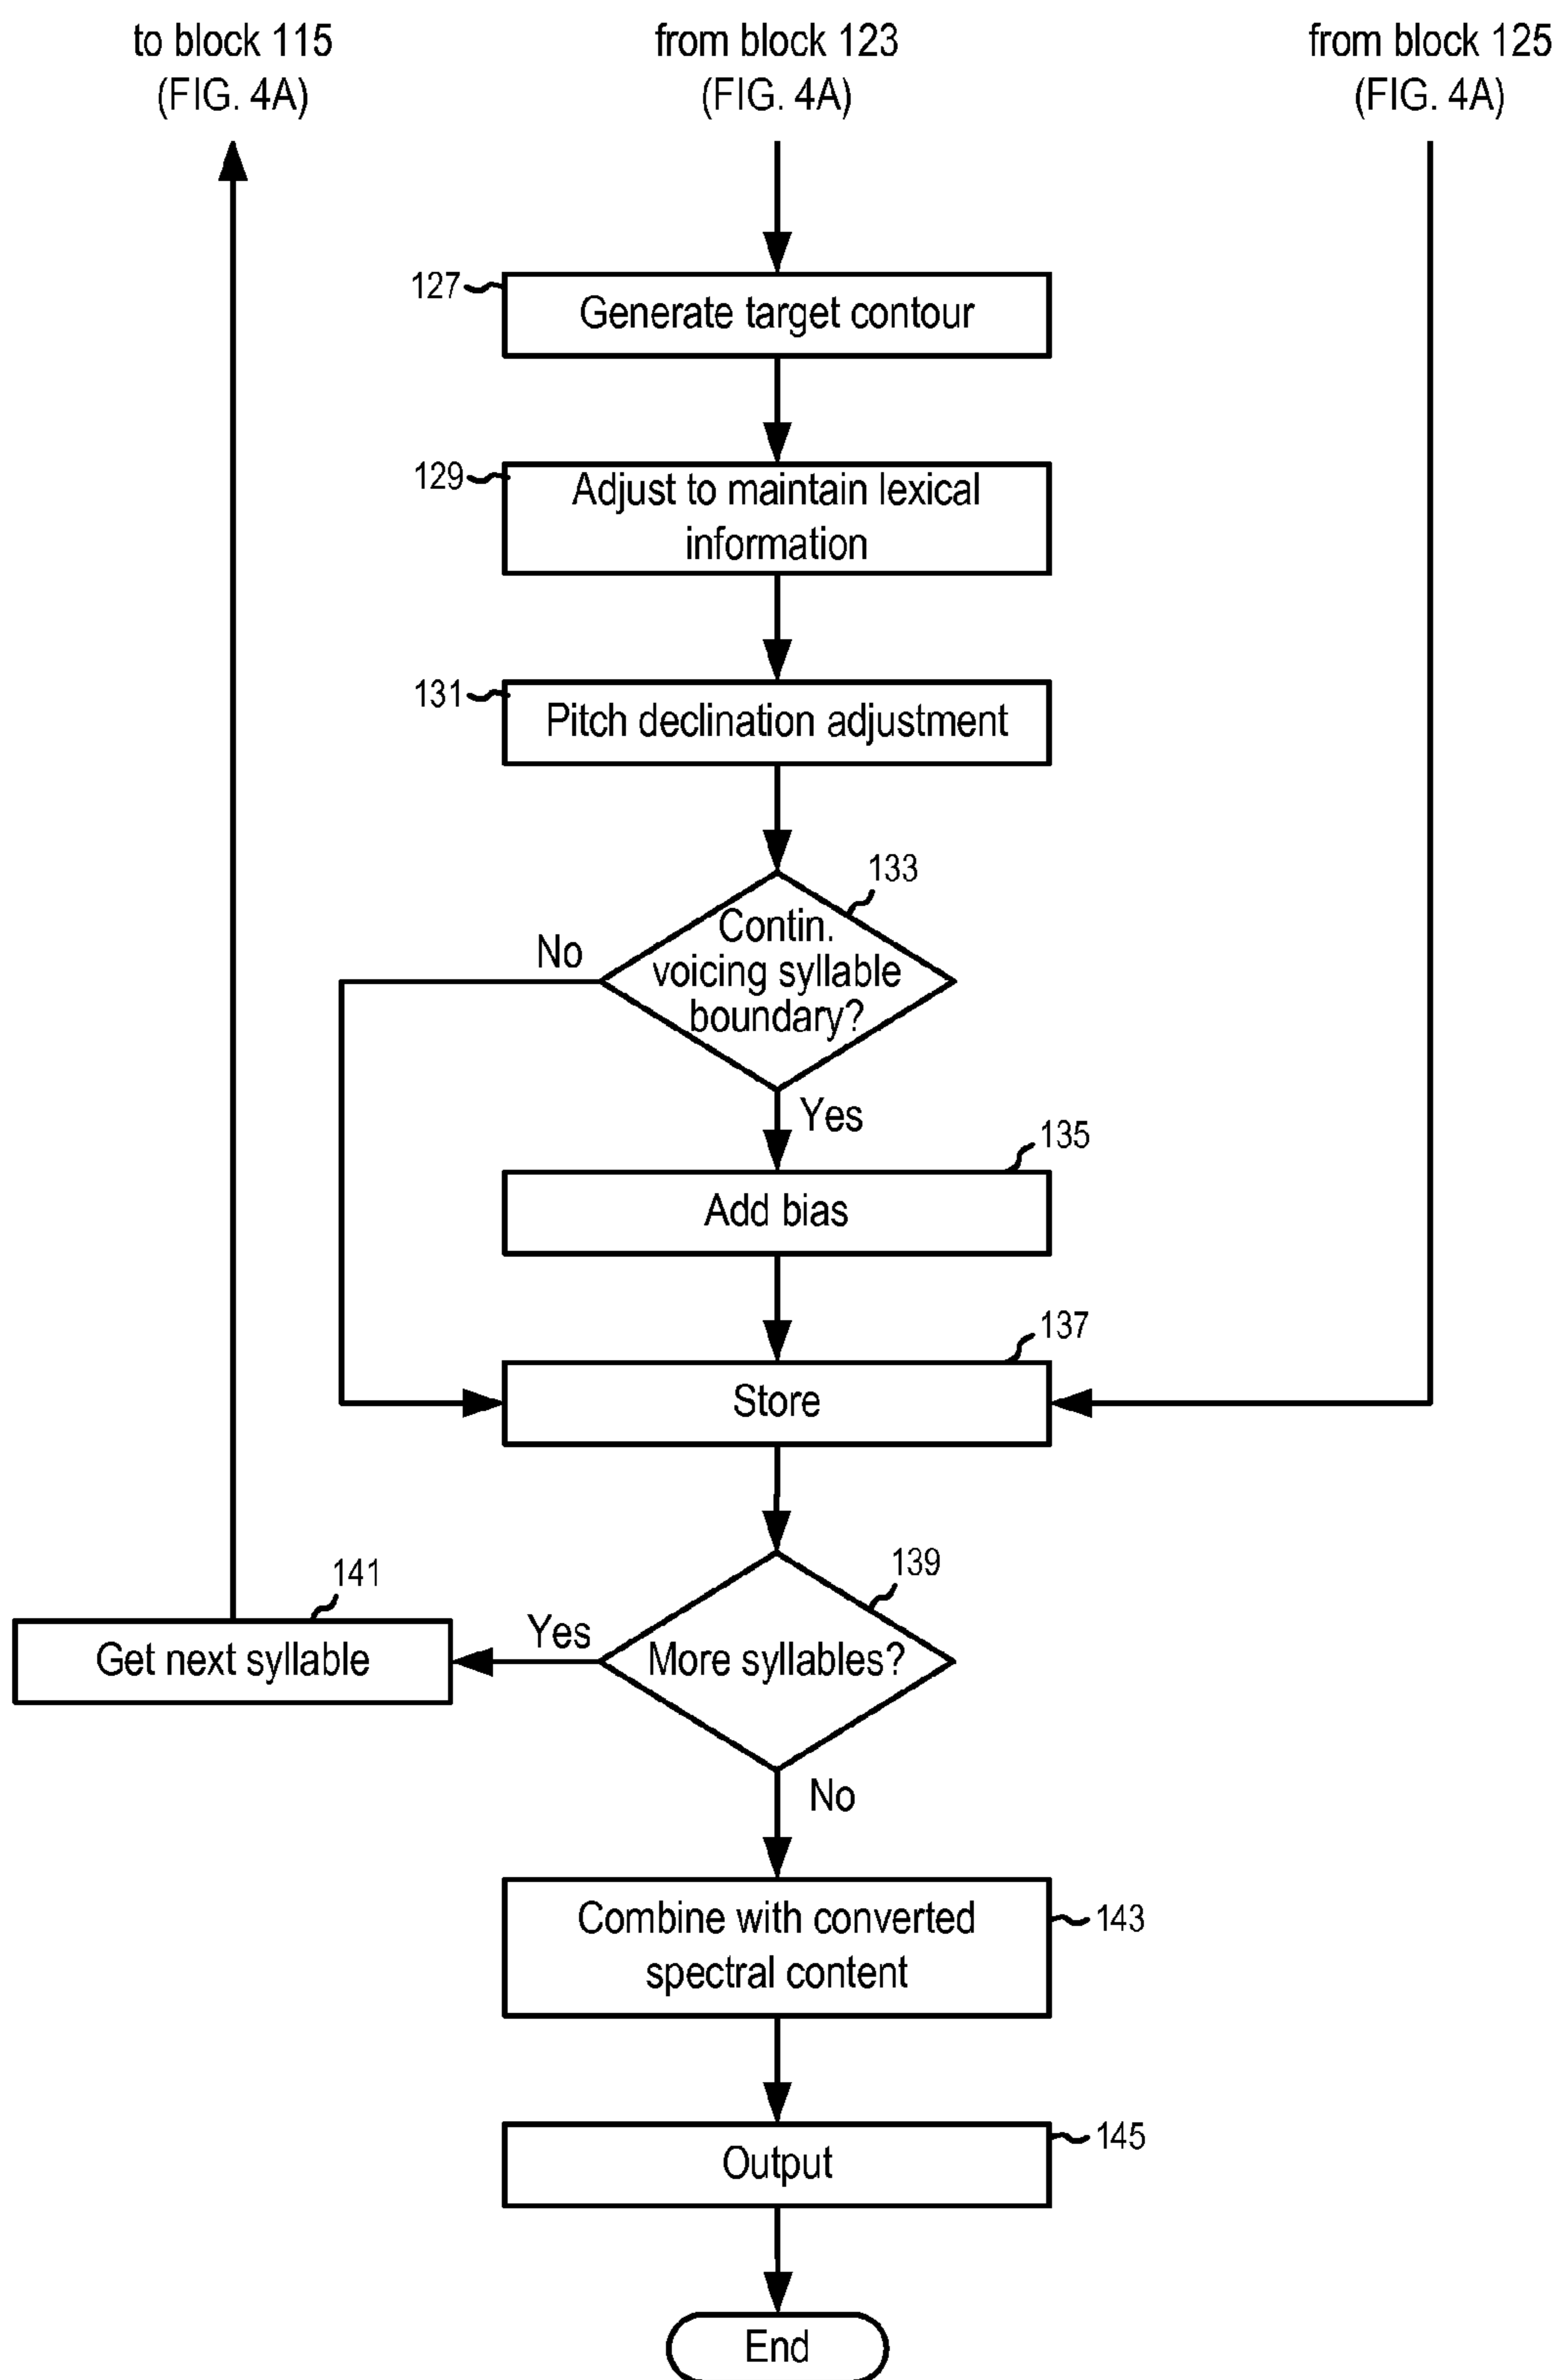 to block 115
(FIG. 4A)
from block 123
(FIG. 4A)
from block 125
(FIG. 4A)
127
Generate target contour
129
Adjust to maintain lexical
information
131
Pitch declination adjustment
133
Contin.
voicing syllable
boundary?
No
Yes
135
Add bias
137
Store
139
More syllables?
Yes
141
Get next syllable
No
Combine with converted
spectral content
143
Output
145
End